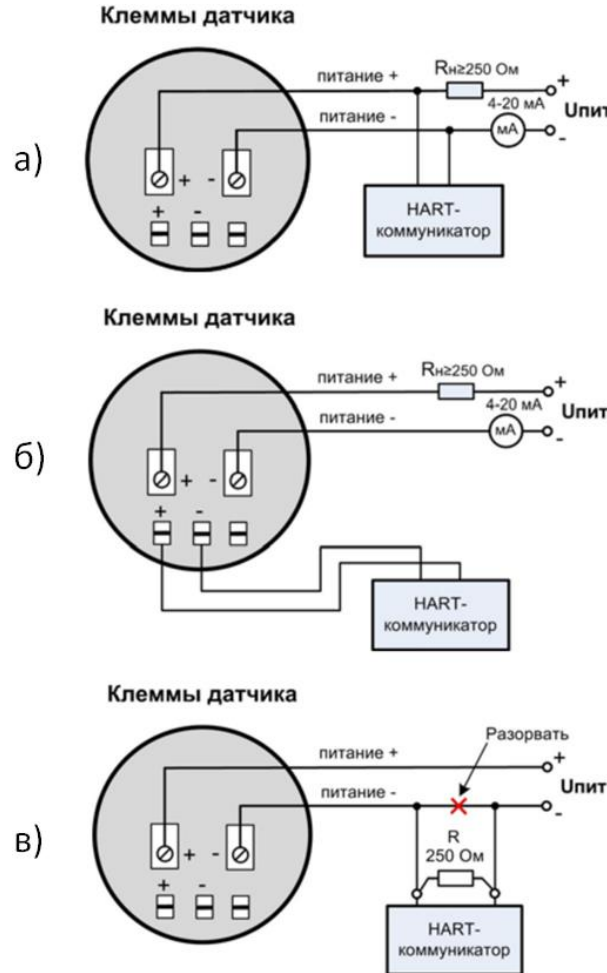 Клеммы датчика
питание +
Rн≥250 Ом
+
4-20 мА
Uпит
питание -
мА
-
а)
+ -
+ -
HART-
коммуникатор
Клеммы датчика
питание +
Rн≥250 Ом
+
4-20 мА
Uпит
питание -
мА
-
б)
+ -
+ -
HART-
коммуникатор
Клеммы датчика
Разорвать
питание +
+
Uпит
питание -
-
в)
+ -
+ -
R
250 Ом
HART-
коммуникатор